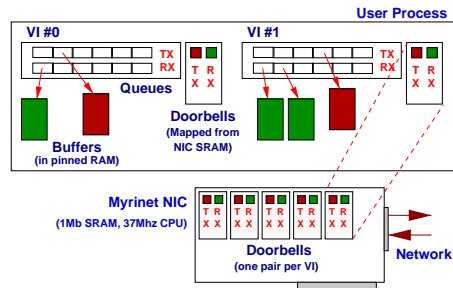 User Process
VI #0
VI #1
TX
RX
TX
RX
T R
X X
T R
X X
Queues
Doorbells
(Mapped from
NIC SRAM)
Buffers
(in pinned RAM)
Myrinet NIC
(1Mb SRAM, 37Mhz CPU)
T R T R T R T R T R
X X X X X X X X X X
Doorbells
(one pair per VI)
Network